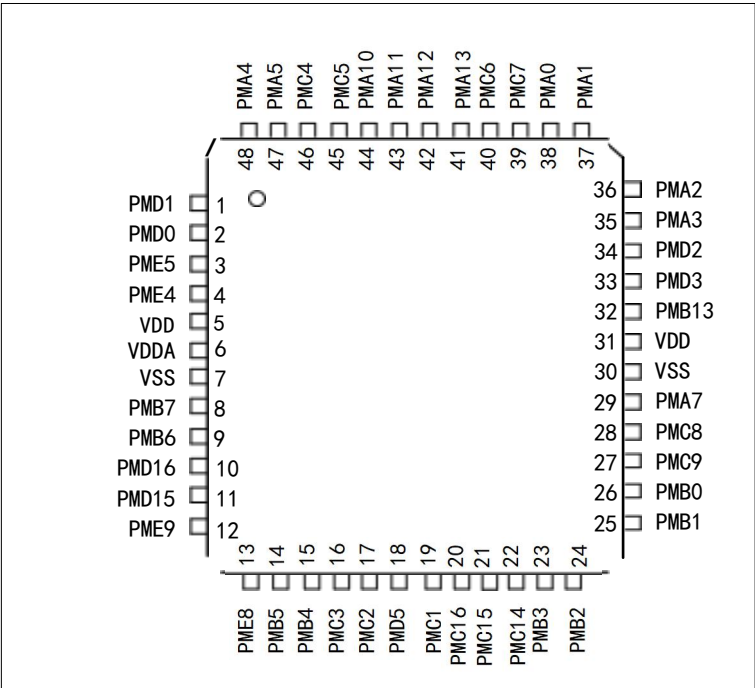 PMA4 PMA5 PMC4 PMC5 PMA10 PMA11 PMA12 PMA13 PMC6 PMC7 PMA0 PMA1
48 47 46 45 44 43 42 41 40 39 38 37
PMD1 1
PMD0 2
PME5 3
PME4 4
VDD 5
VDDA 6
VSS 7
PMB7 8
PMB6 9
PMD16 10
PMD15 11
PME9 12
36 PMA2
35 PMA3
34 PMD2
33 PMD3
32 PMB13
31 VDD
30 VSS
29 PMA7
28 PMC8
27 PMC9
26 PMB0
25 PMB1
13 14 15 16 17 18 19 20 21 22 23 24
PME8 PMB5 PMB4 PMC3 PMC2 PMD5 PMC1 PMC16 PMC15 PMC14 PMB3 PMB2